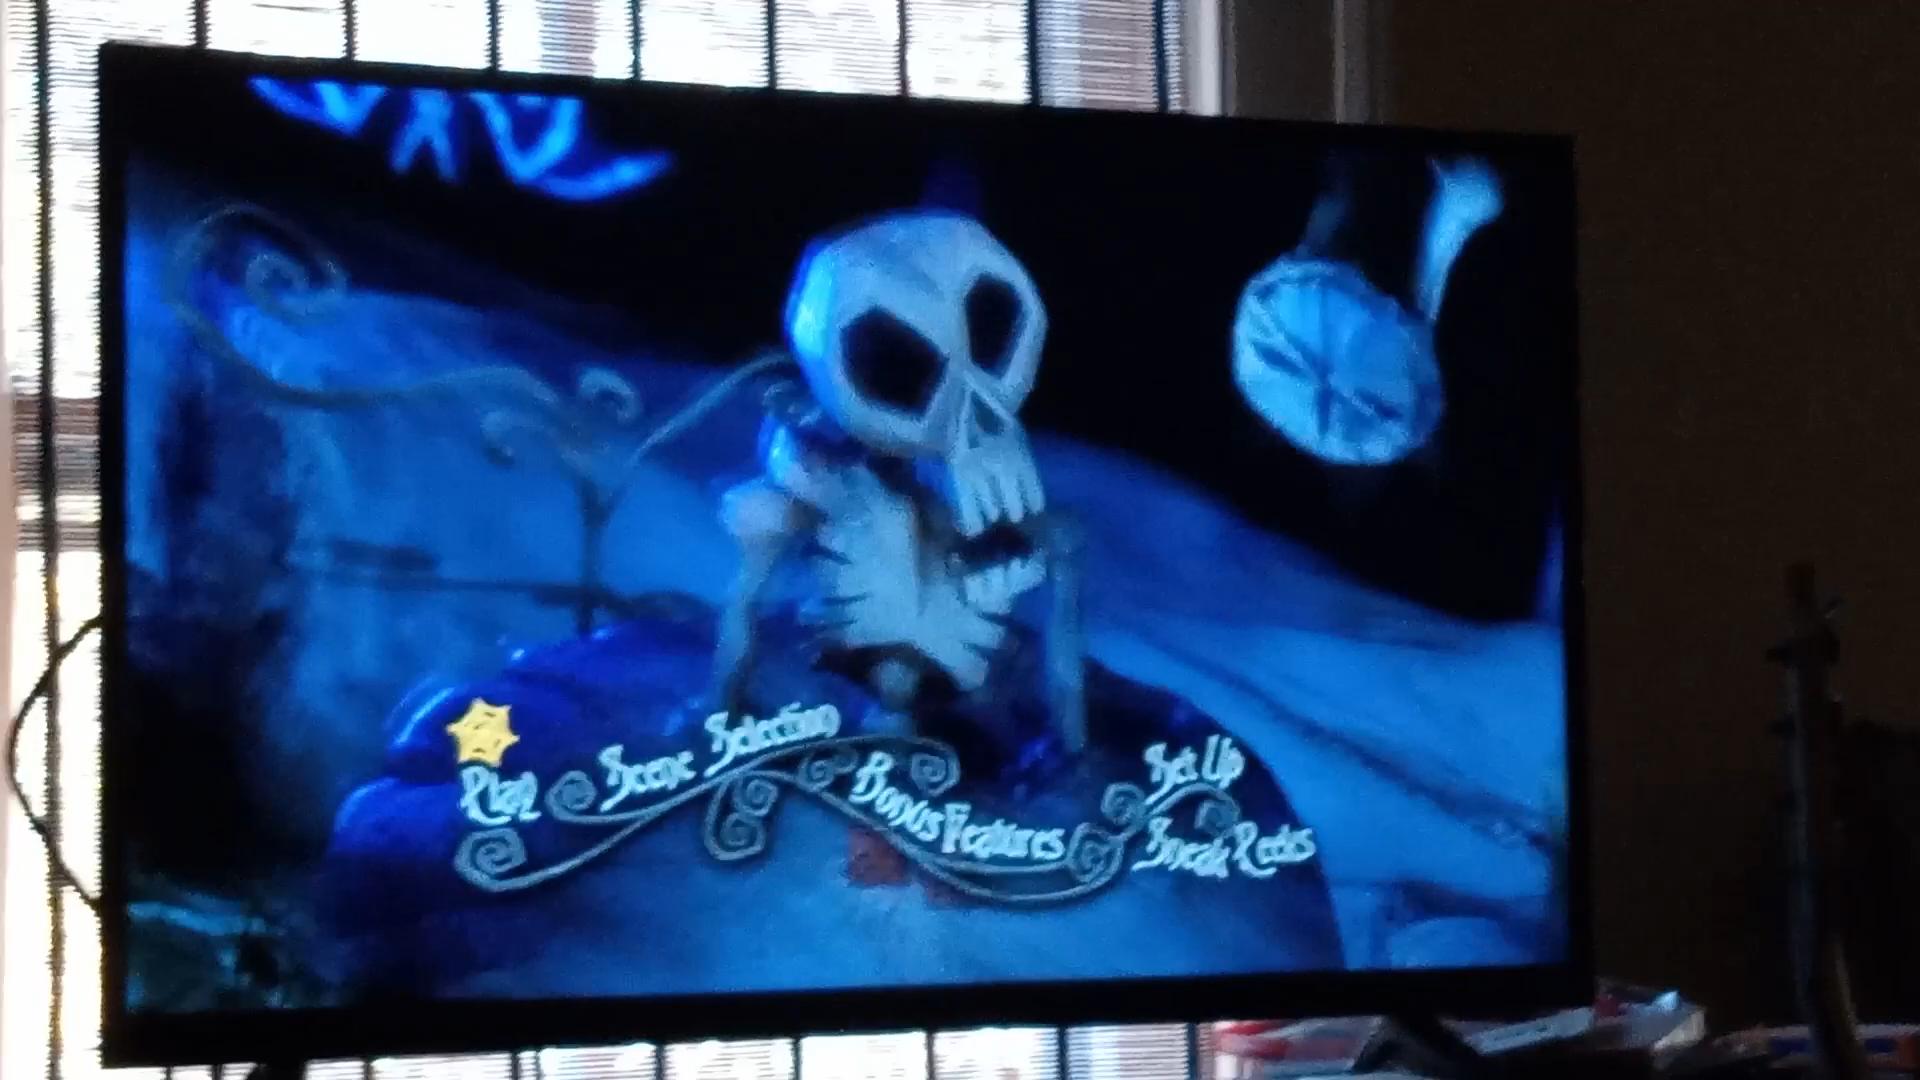 Play
Scene Selection
Bonus Features
Set Up
Sneak Peeks